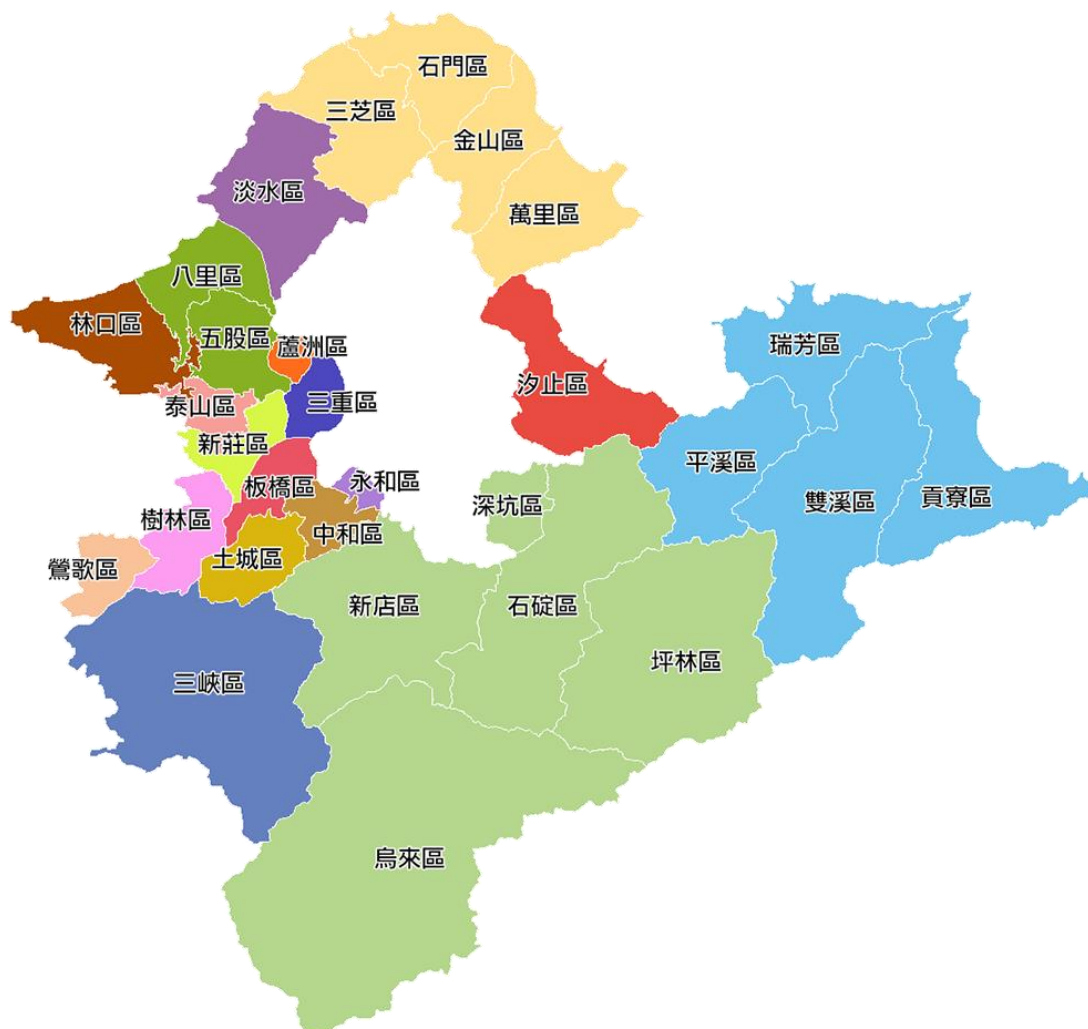 石門區
三芝區
金山區
淡水區
萬里區
八里區
林口區
五股區
蘆洲區
瑞芳區
汐止區
泰山區
三重區
新莊區
平溪區
板橋區
永和區
深坑區
雙溪區
貢寮區
樹林區
中和區
土城區
鶯歌區
新店區
石碇區
坪林區
三峽區
烏來區